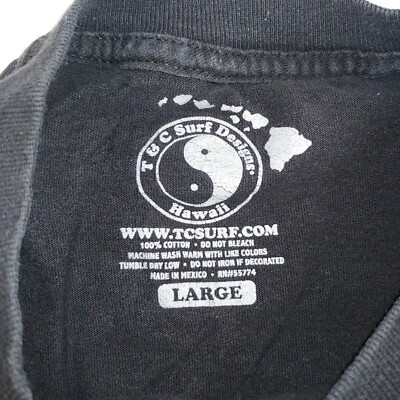 T & C Surf Designs•
Hawaii
WWW.TCSURF.COM
100% COTTON • DO NOT BLEACH
MACHINE WASH WARM WITH LIKE COLORS
TUMBLE DRY LOW • DO NOT IRON IF DECORATED
MADE IN MEXICO • RN#55774
LARGE